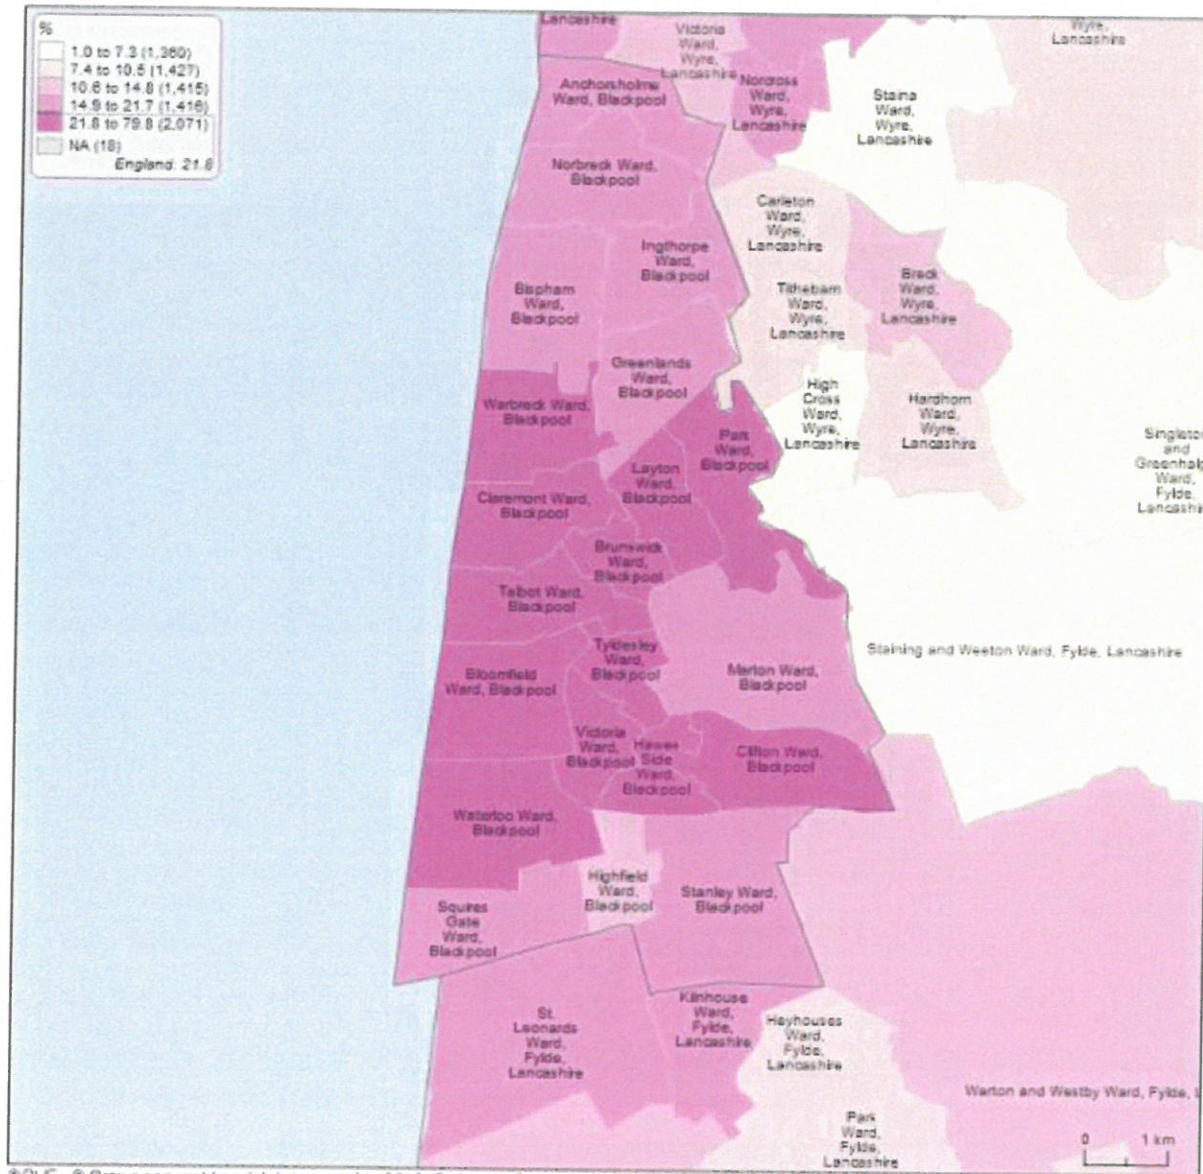 %
1.0 to 7.3 (1,360)
7.4 to 10.5 (1,427)
10.6 to 14.8 (1,415)
14.9 to 21.7 (1,416)
21.8 to 79.8 (2,071)
NA (18)
England: 21.8
Lancashire
Victoria
Ward,
Wyre,
Lancashire
Wyre,
Lancashire
Anchorsholme
Ward, Blackpool
Norcross
Ward,
Wyre,
Lancashire
Staina
Ward,
Wyre,
Lancashire
Norbreck Ward,
Blackpool
Carleton
Ward,
Wyre,
Lancashire
Ingthorpe
Ward,
Blackpool
Bispham
Ward,
Blackpool
Tithebarn
Ward,
Wyre,
Lancashire
Breck
Ward,
Wyre,
Lancashire
Greenlands
Ward,
Blackpool
Warbreck Ward,
Blackpool
High
Cross
Ward,
Wyre,
Lancashire
Hardhorn
Ward,
Wyre,
Lancashire
Park
Ward,
Blackpool
Layton
Ward,
Blackpool
Singleton
and
Greenhalg
Ward,
Fylde,
Lancashi
Claremont Ward,
Blackpool
Brunswick
Ward,
Blackpool
Talbot Ward,
Blackpool
Tyldesley
Ward,
Blackpool
Staining and Weeton Ward, Fylde, Lancashire
Bloomfield
Ward, Blackpool
Marton Ward,
Blackpool
Victoria
Ward,
Blackpool
Hawes
Side
Ward,
Blackpool
Clifton Ward,
Blackpool
Waterloo Ward,
Blackpool
Highfield
Ward,
Blackpool
Stanley Ward,
Blackpool
Squires
Gate
Ward,
Blackpool
St.
Leonards
Ward,
Fylde,
Lancashire
Kilnhouse
Ward,
Fylde,
Lancashire
Heyhouses
Ward,
Fylde,
Lancashire
Warton and Westby Ward, Fylde, L
Park
Ward,
Fylde,
Lancashire
0 1 km